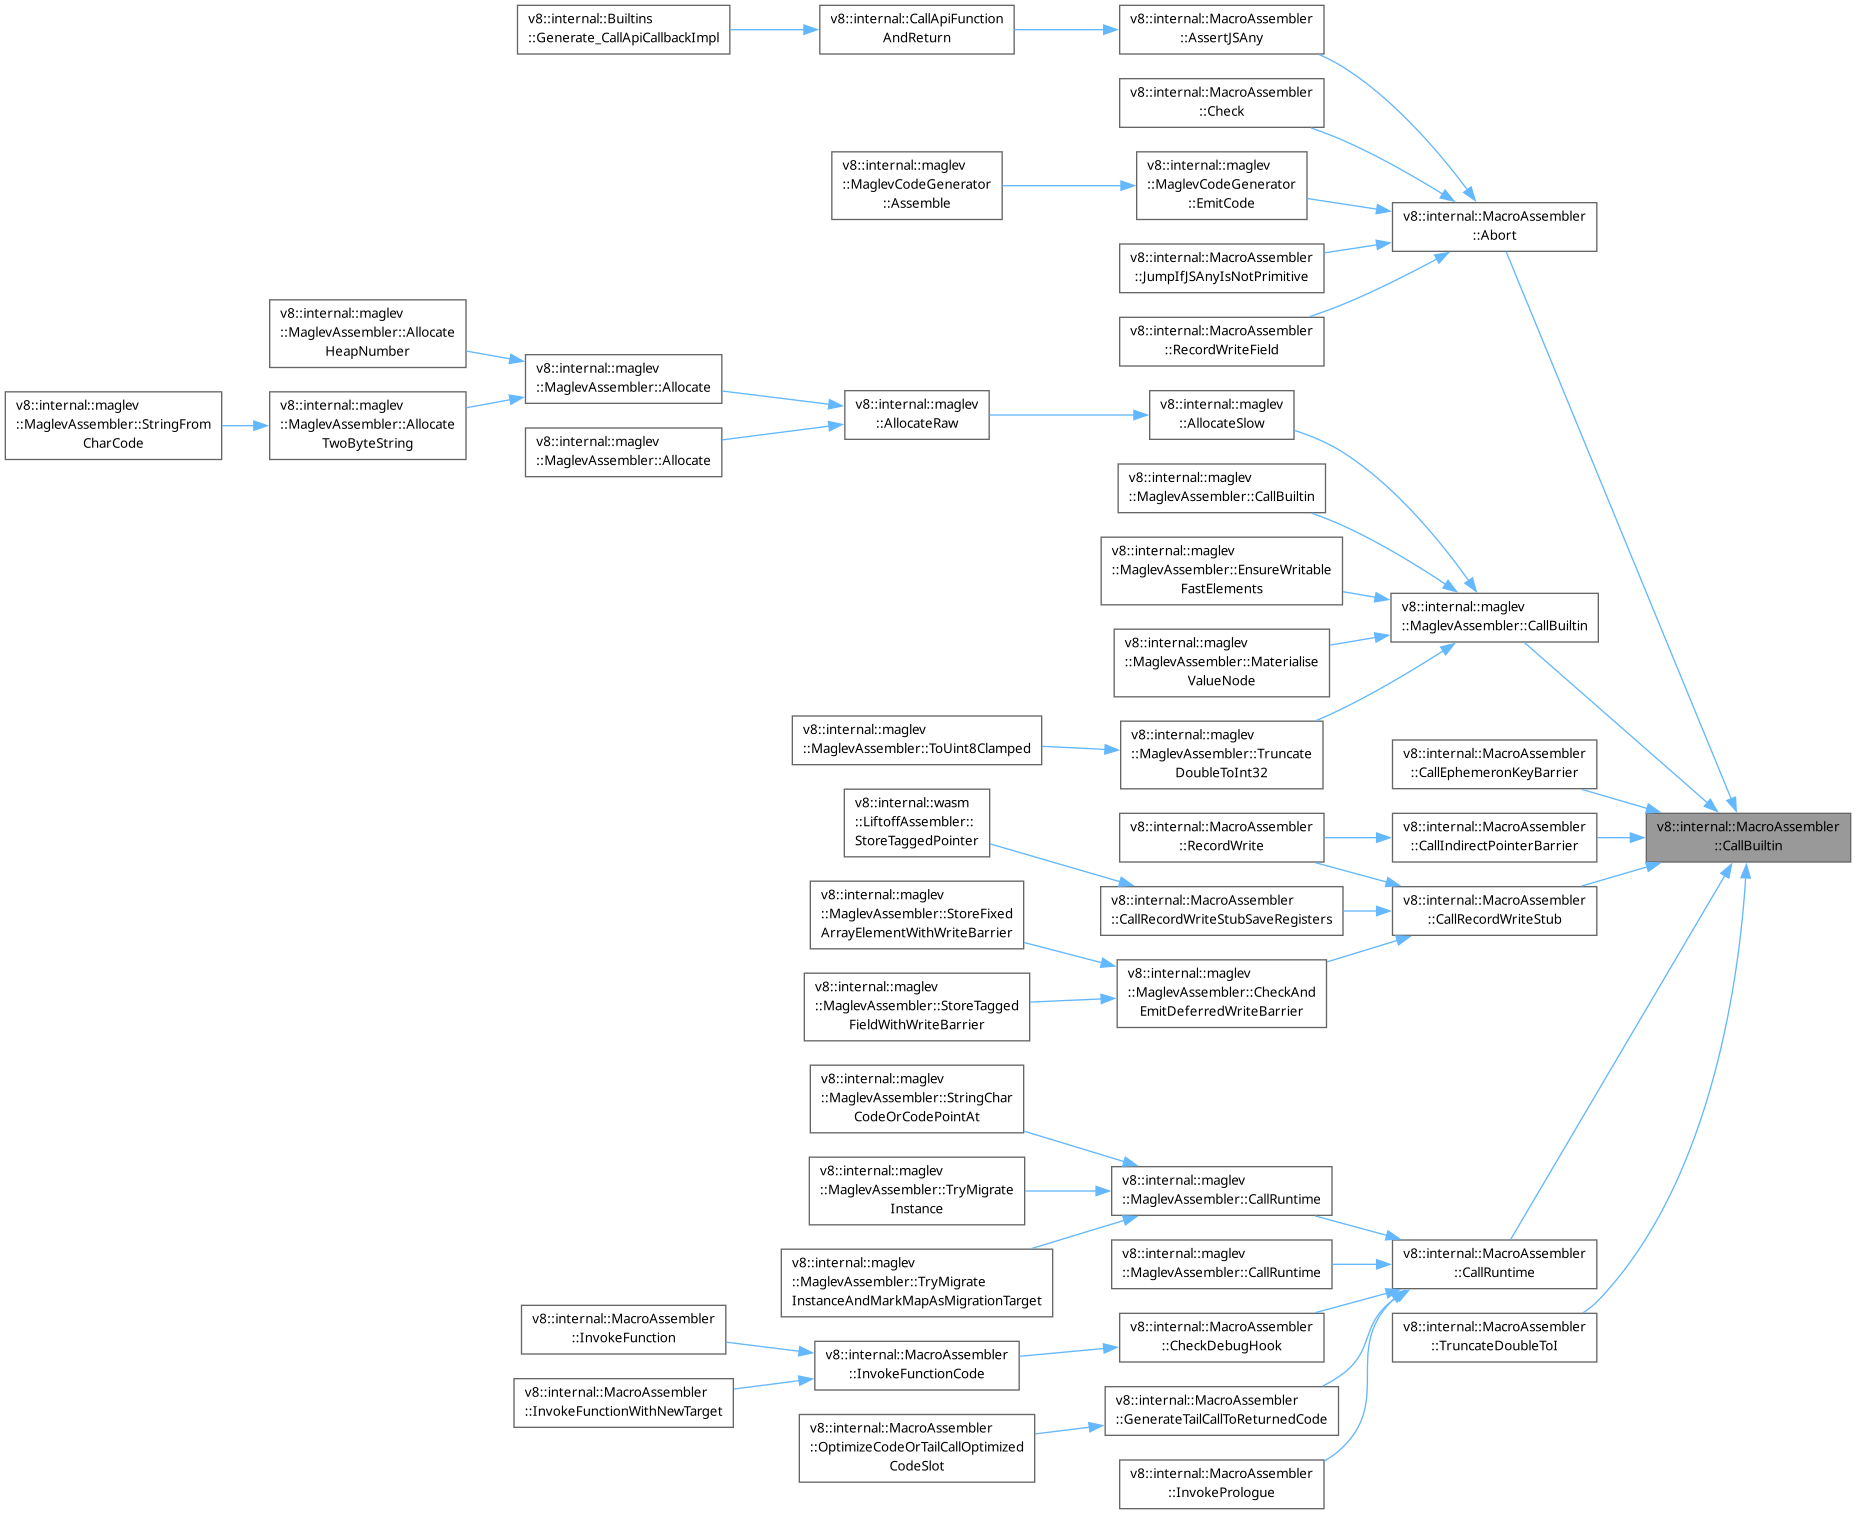 v8::internal::Builtins
::Generate_CallApiCallbackImpl
v8::internal::CallApiFunction
AndReturn
v8::internal::MacroAssembler
::AssertJSAny
v8::internal::MacroAssembler
::Check
v8::internal::maglev
::MaglevCodeGenerator
::Assemble
v8::internal::maglev
::MaglevCodeGenerator
::EmitCode
v8::internal::MacroAssembler
::Abort
v8::internal::MacroAssembler
::JumpIfJSAnyIsNotPrimitive
v8::internal::MacroAssembler
::RecordWriteField
v8::internal::maglev
::MaglevAssembler::Allocate
HeapNumber
v8::internal::maglev
::MaglevAssembler::Allocate
v8::internal::maglev
::MaglevAssembler::StringFrom
CharCode
v8::internal::maglev
::MaglevAssembler::Allocate
TwoByteString
v8::internal::maglev
::MaglevAssembler::Allocate
v8::internal::maglev
::AllocateRaw
v8::internal::maglev
::AllocateSlow
v8::internal::maglev
::MaglevAssembler::CallBuiltin
v8::internal::maglev
::MaglevAssembler::EnsureWritable
FastElements
v8::internal::maglev
::MaglevAssembler::CallBuiltin
v8::internal::maglev
::MaglevAssembler::Materialise
ValueNode
v8::internal::maglev
::MaglevAssembler::ToUint8Clamped
v8::internal::maglev
::MaglevAssembler::Truncate
DoubleToInt32
v8::internal::MacroAssembler
::CallEphemeronKeyBarrier
v8::internal::wasm
::LiftoffAssembler::
StoreTaggedPointer
v8::internal::MacroAssembler
::RecordWrite
v8::internal::MacroAssembler
::CallIndirectPointerBarrier
v8::internal::MacroAssembler
::CallBuiltin
v8::internal::maglev
::MaglevAssembler::StoreFixed
ArrayElementWithWriteBarrier
v8::internal::MacroAssembler
::CallRecordWriteStubSaveRegisters
v8::internal::MacroAssembler
::CallRecordWriteStub
v8::internal::maglev
::MaglevAssembler::StoreTagged
FieldWithWriteBarrier
v8::internal::maglev
::MaglevAssembler::CheckAnd
EmitDeferredWriteBarrier
v8::internal::maglev
::MaglevAssembler::StringChar
CodeOrCodePointAt
v8::internal::maglev
::MaglevAssembler::TryMigrate
Instance
v8::internal::maglev
::MaglevAssembler::CallRuntime
v8::internal::maglev
::MaglevAssembler::TryMigrate
InstanceAndMarkMapAsMigrationTarget
v8::internal::maglev
::MaglevAssembler::CallRuntime
v8::internal::MacroAssembler
::CallRuntime
v8::internal::MacroAssembler
::InvokeFunction
v8::internal::MacroAssembler
::InvokeFunctionCode
v8::internal::MacroAssembler
::CheckDebugHook
v8::internal::MacroAssembler
::TruncateDoubleToI
v8::internal::MacroAssembler
::InvokeFunctionWithNewTarget
v8::internal::MacroAssembler
::OptimizeCodeOrTailCallOptimized
CodeSlot
v8::internal::MacroAssembler
::GenerateTailCallToReturnedCode
v8::internal::MacroAssembler
::InvokePrologue